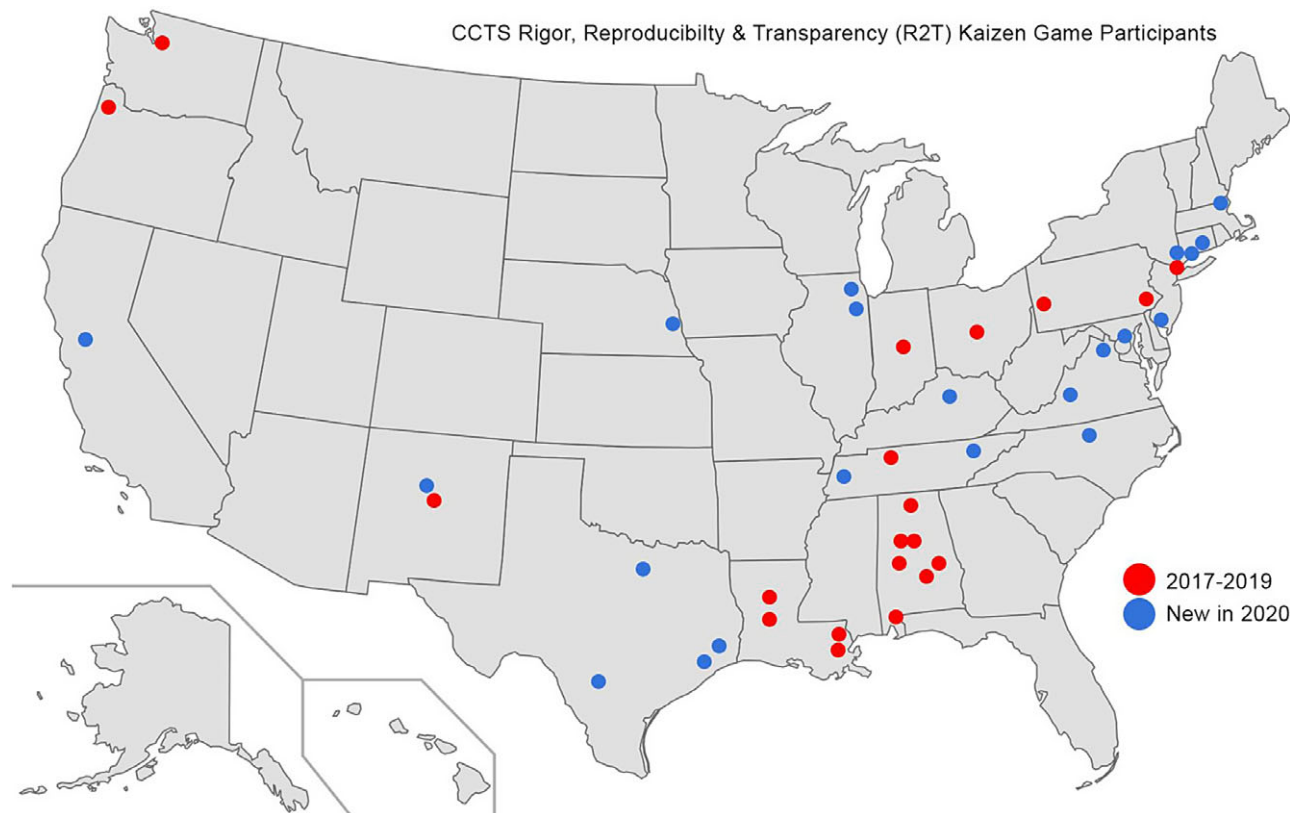 CCTS Rigor, Reproducibilty & Transparency (R2T) Kaizen Game Participants
2017-2019
New in 2020